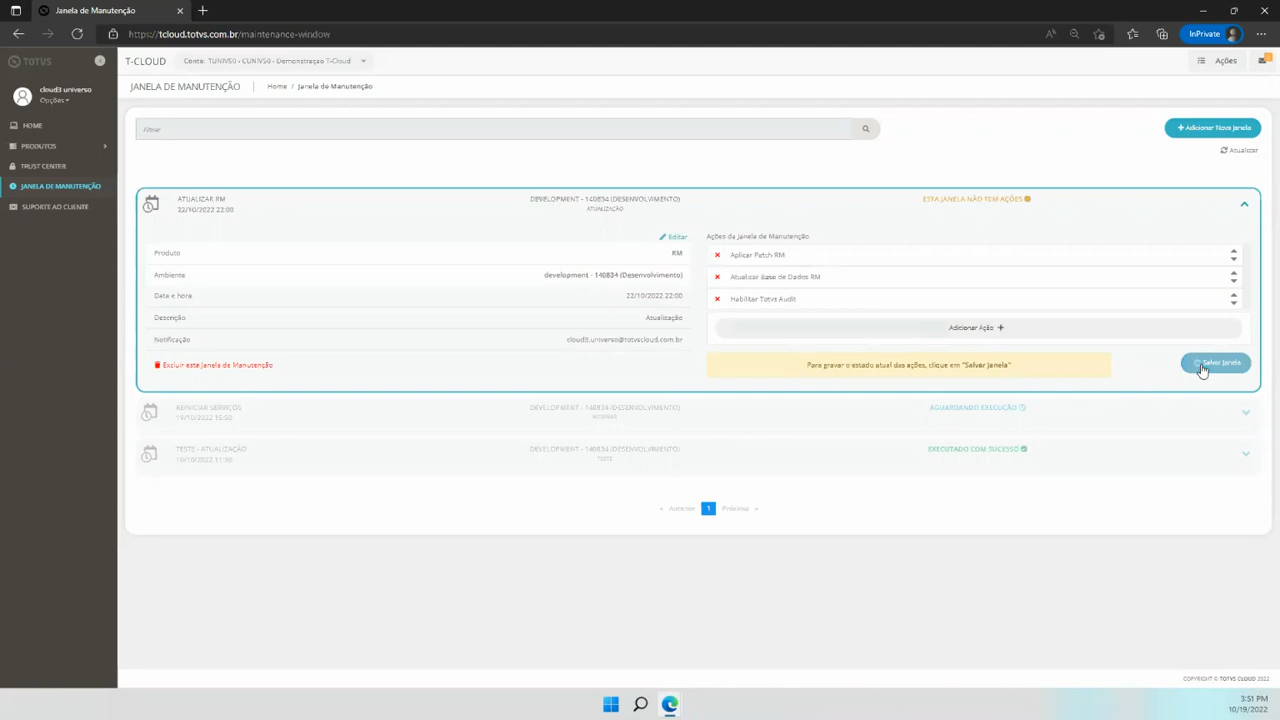 Janela de Manutenção
https://tcloud.totvs.com.br/maintenance-window
InPrivate
TOTVS
T-CLOUD
Conta: TUNIVS0 - CUNIVS0 - Demonstração T-Cloud
Ações
cloud3 universo
Opções
JANELA DE MANUTENÇÃO
Home / Janela de Manutenção
HOME
PRODUTOS
TRUST CENTER
JANELA DE MANUTENÇÃO
SUPORTE AO CLIENTE
Filtrar
+ Adicionar Nova Janela
Atualizar
ATUALIZAR RM
22/10/2022 22:00
DEVELOPMENT - 140834 (DESENVOLVIMENTO)
ATUALIZAÇÃO
ESTA JANELA NÃO TEM AÇÕES
Editar
Produto RM
Ambiente development - 140834 (Desenvolvimento)
Data e hora 22/10/2022 22:00
Descrição Atualização
Notificação cloud3.universo@totvscloud.com.br
Excluir esta Janela de Manutenção
Ações da Janela de Manutenção
Aplicar Patch RM
Atualizar Base de Dados RM
Habilitar Totvs Audit
Adicionar Ação +
Para gravar o estado atual das ações, clique em "Salvar Janela"
Salvar Janela
REINICIAR SERVIÇOS
DEVELOPMENT - 140834 (DESENVOLVIMENTO)
AGUARDANDO EXECUÇÃO
TESTE - ATUALIZAÇÃO
DEVELOPMENT - 140834 (DESENVOLVIMENTO)
TESTE
EXECUTADO COM SUCESSO
« Anterior 1 Próxima »
COPYRIGHT © TOTVS CLOUD 2022
3:51 PM
10/19/2022